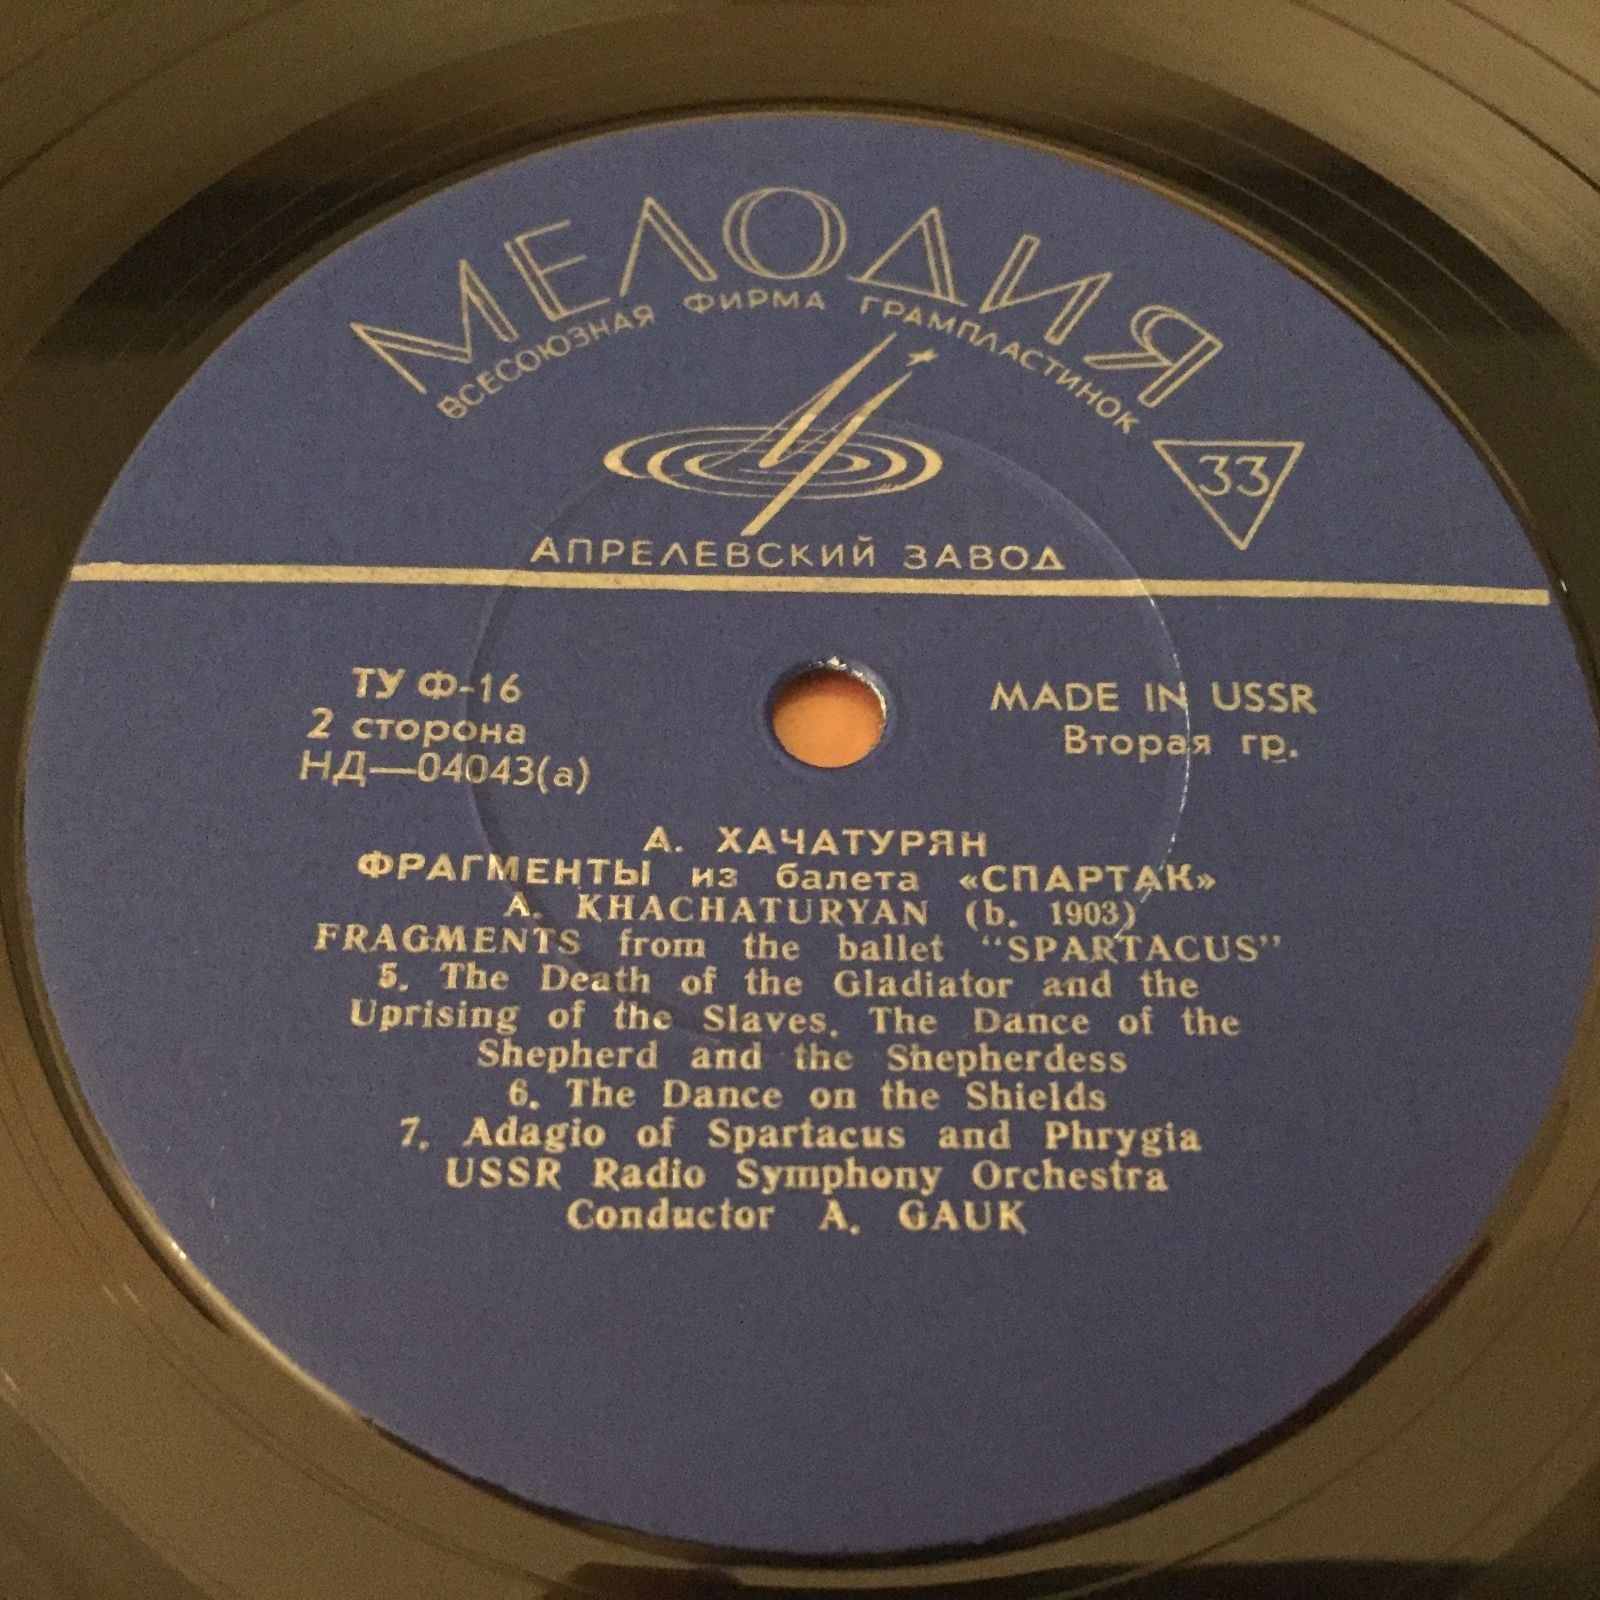 МЕЛОДИЯ
ВСЕСОЮЗНАЯ ФИРМА ГРАМПЛАСТИНОК
33
АПРЕЛЕВСКИЙ ЗАВОД
ТУ Ф-16
2 сторона
НД—04043(а)
MADE IN USSR
Вторая гр.
А. ХАЧАТУРЯН
ФРАГМЕНТЫ из балета «СПАРТАК»
A. KHACHATURYAN (b. 1903)
FRAGMENTS from the ballet "SPARTACUS"
5. The Death of the Gladiator and the
Uprising of the Slaves. The Dance of the
Shepherd and the Shepherdess
6. The Dance on the Shields
7. Adagio of Spartacus and Phrygia
USSR Radio Symphony Orchestra
Conductor A. GAUK